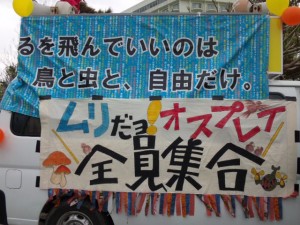 るを飛んでいいのは
鳥と虫と、自由だけ。
ムリだョ!オスプレイ
全員集合